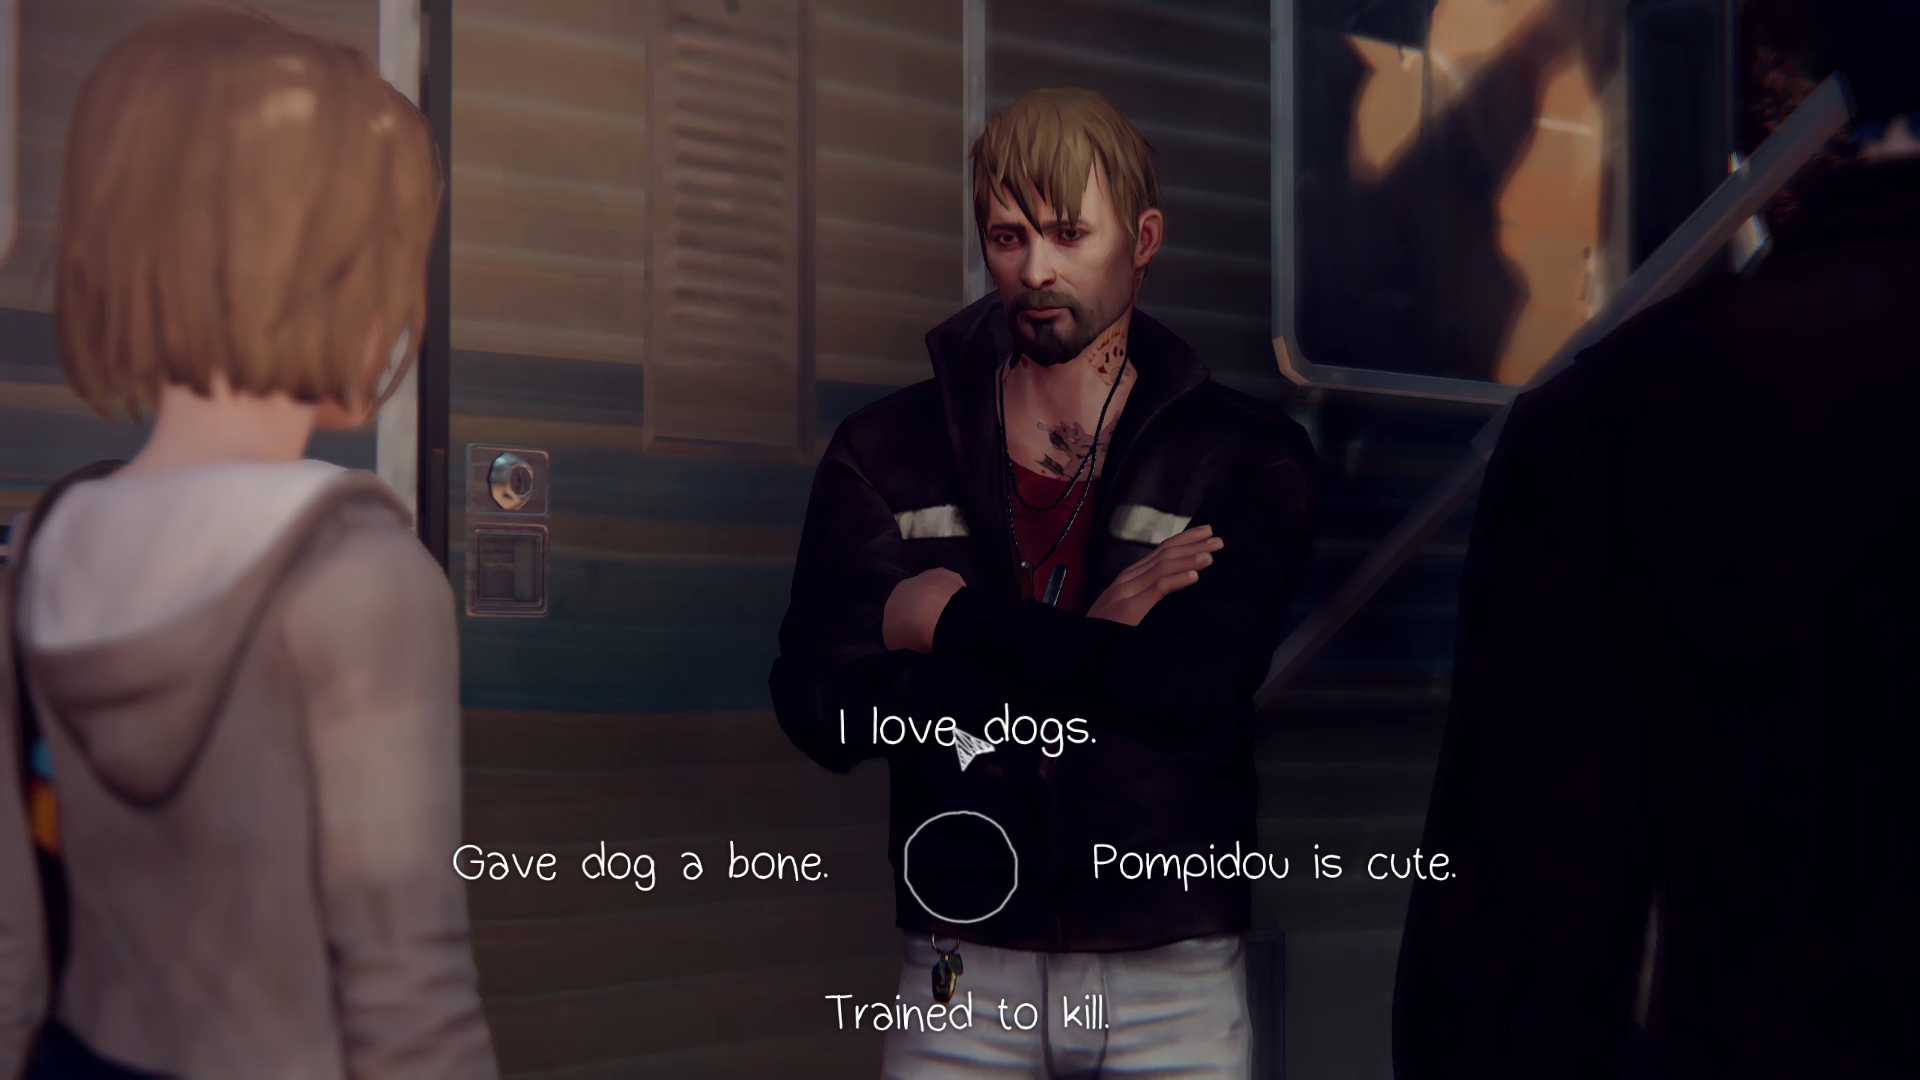 I love dogs.
Gave dog a bone.
Pompidou is cute.
Trained to kill.